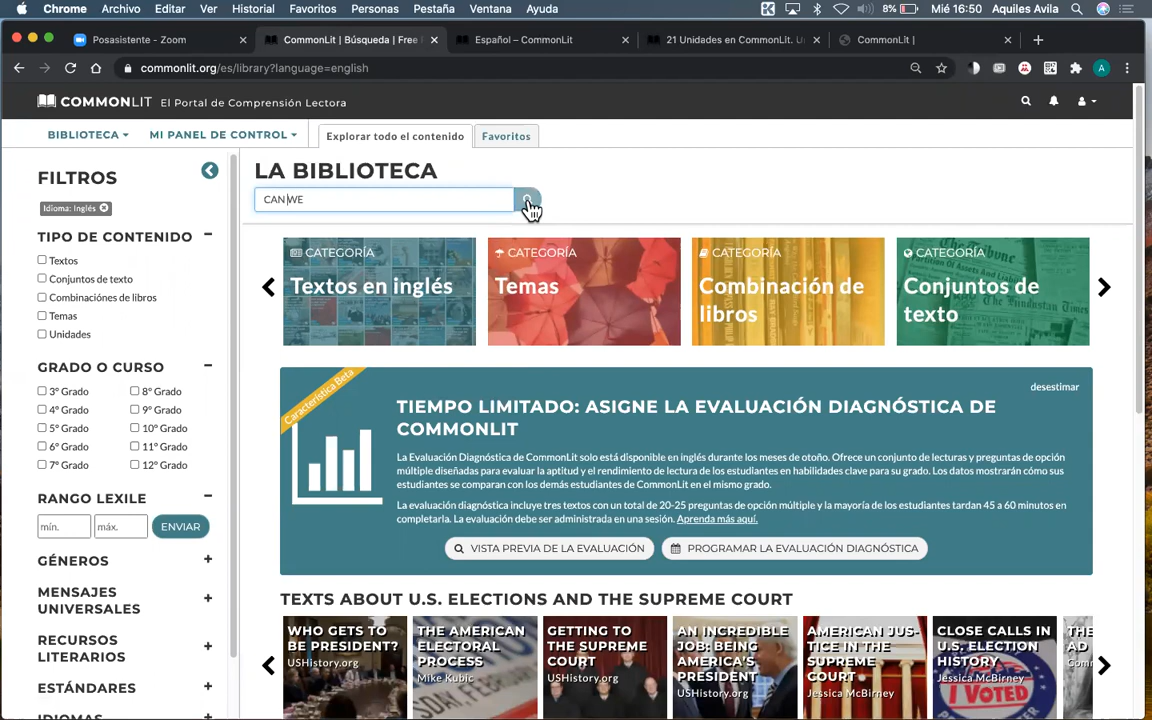 Chrome Archivo Editar Ver Historial Favoritos Personas Pestaña Ventana Ayuda 8% Mié 16:50 Aquiles Avila
Posasistente - Zoom
CommonLit | Búsqueda | Free
Español – CommonLit
21 Unidades en CommonLit. U
CommonLit |
commonlit.org/es/library?language=english
A
COMMONLIT El Portal de Comprensión Lectora
BIBLIOTECA MI PANEL DE CONTROL Explorar todo el contenido Favoritos
FILTROS
Idioma: Inglés
TIPO DE CONTENIDO
Textos
Conjuntos de texto
Combinaciónes de libros
Temas
Unidades
GRADO O CURSO
3º Grado 8º Grado
4º Grado 9º Grado
5º Grado 10º Grado
6º Grado 11º Grado
7º Grado 12º Grado
RANGO LEXILE
mín. máx. ENVIAR
GÉNEROS
MENSAJES
UNIVERSALES
RECURSOS
LITERARIOS
ESTÁNDARES
IDIOMAS
LA BIBLIOTECA
CAN WE
CATEGORÍA
Textos en inglés
CATEGORÍA
Temas
CATEGORÍA
Combinación de
libros
CATEGORÍA
Conjuntos de
texto
Característica Beta
desestimar
TIEMPO LIMITADO: ASIGNE LA EVALUACIÓN DIAGNÓSTICA DE
COMMONLIT
La Evaluación Diagnóstica de CommonLit solo está disponible en inglés durante los meses de otoño. Ofrece un conjunto de lecturas y preguntas de opción
múltiple diseñadas para evaluar la aptitud y el rendimiento de lectura de los estudiantes en habilidades clave para su grado. Los datos mostrarán cómo sus
estudiantes se comparan con los demás estudiantes de CommonLit en el mismo grado.
La evaluación diagnóstica incluye tres textos con un total de 20-25 preguntas de opción múltiple y la mayoría de los estudiantes tardan 45 a 60 minutos en
completarla. La evaluación debe ser administrada en una sesión. Aprenda más aquí.
VISTA PREVIA DE LA EVALUACIÓN
PROGRAMAR LA EVALUACIÓN DIAGNÓSTICA
TEXTS ABOUT U.S. ELECTIONS AND THE SUPREME COURT
WHO GETS TO
BE PRESIDENT?
USHistory.org
THE AMERICAN
ELECTORAL
PROCESS
Mike Kubic
GETTING TO
THE SUPREME
COURT
USHistory.org
AN INCREDIBLE
JOB: BEING
AMERICA'S
PRESIDENT
USHistory.org
AMERICAN JUS-
TICE IN THE
SUPREME
COURT
Jessica McBirney
CLOSE CALLS IN
U.S. ELECTION
HISTORY
Jessica McBirney
I VOTED
THE